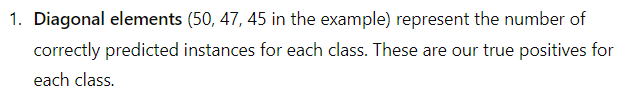 1. Diagonal elements (50, 47, 45 in the example) represent the number of
correctly predicted instances for each class. These are our true positives for
each class.